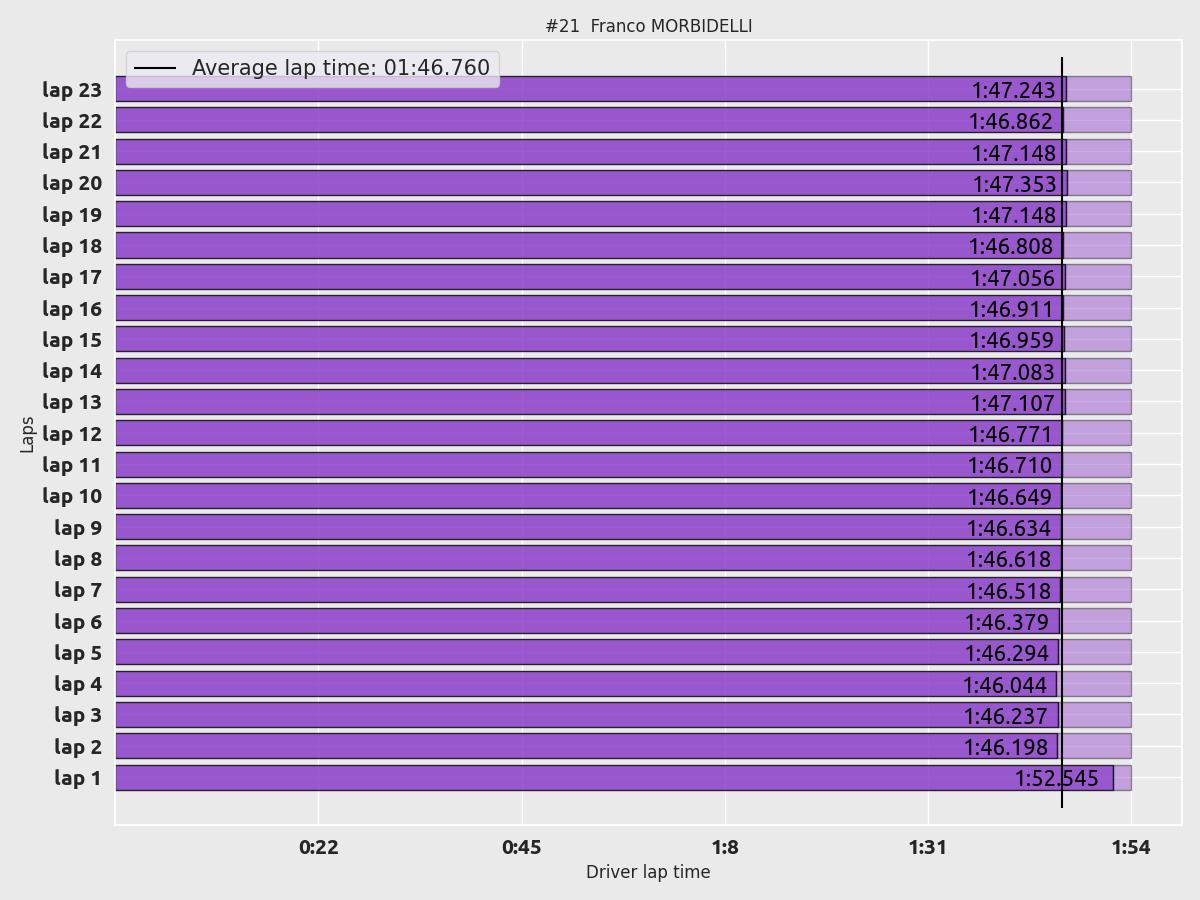 #21  Franco MORBIDELLI
Average lap time: 01:46.760
lap 23 1:47.243
lap 22 1:46.862
lap 21 1:47.148
lap 20 1:47.353
lap 19 1:47.148
lap 18 1:46.808
lap 17 1:47.056
lap 16 1:46.911
lap 15 1:46.959
lap 14 1:47.083
lap 13 1:47.107
lap 12 1:46.771
lap 11 1:46.710
lap 10 1:46.649
lap 9 1:46.634
lap 8 1:46.618
lap 7 1:46.518
lap 6 1:46.379
lap 5 1:46.294
lap 4 1:46.044
lap 3 1:46.237
lap 2 1:46.198
lap 1 1:52.545
Laps
0:22 0:45 1:8 1:31 1:54
Driver lap time